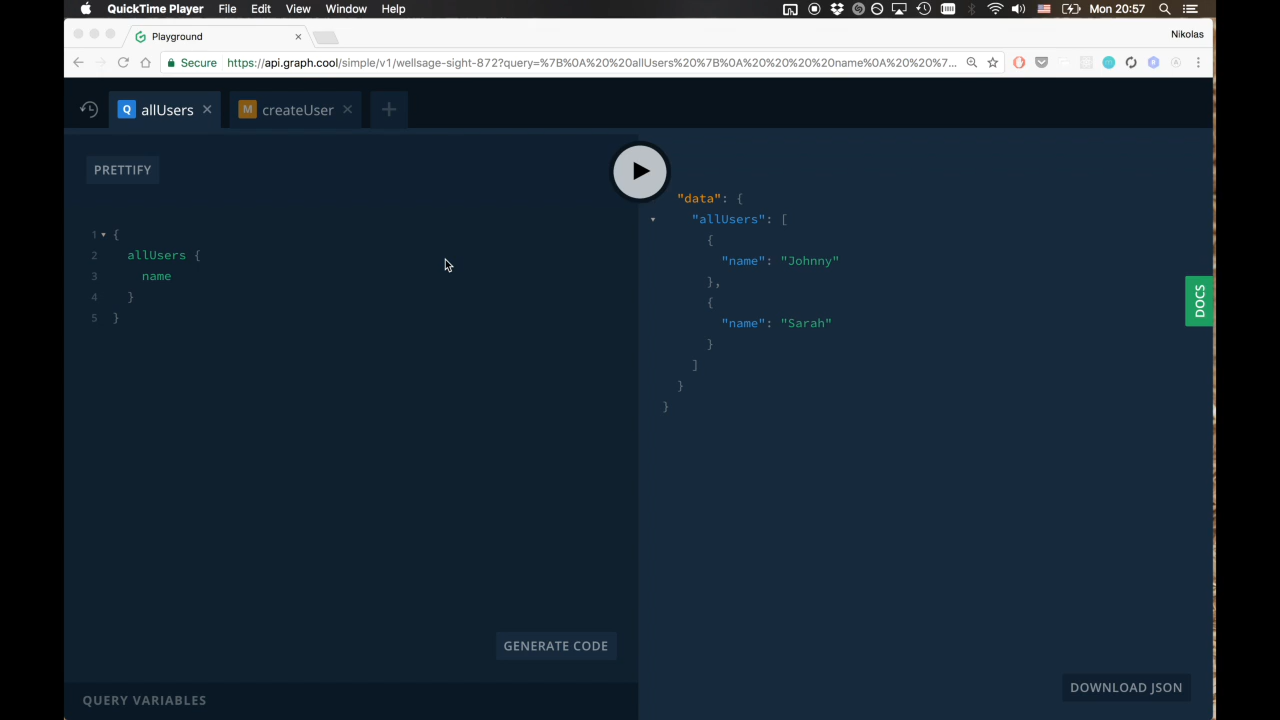 QuickTime Player File Edit View Window Help Mon 20:57
Playground Nikolas
Secure https://api.graph.cool/simple/v1/wellsage-sight-872?query=%7B%0A%20%20allUsers%20%7B%0A%20%20%20%20name%0A%20%20%7...
Q allUsers M createUser
PRETTIFY
1 {
2 allUsers {
3 name
4 }
5 }
"data": {
"allUsers": [
{
"name": "Johnny"
},
{
"name": "Sarah"
}
]
}
}
DOCS
GENERATE CODE
DOWNLOAD JSON
QUERY VARIABLES